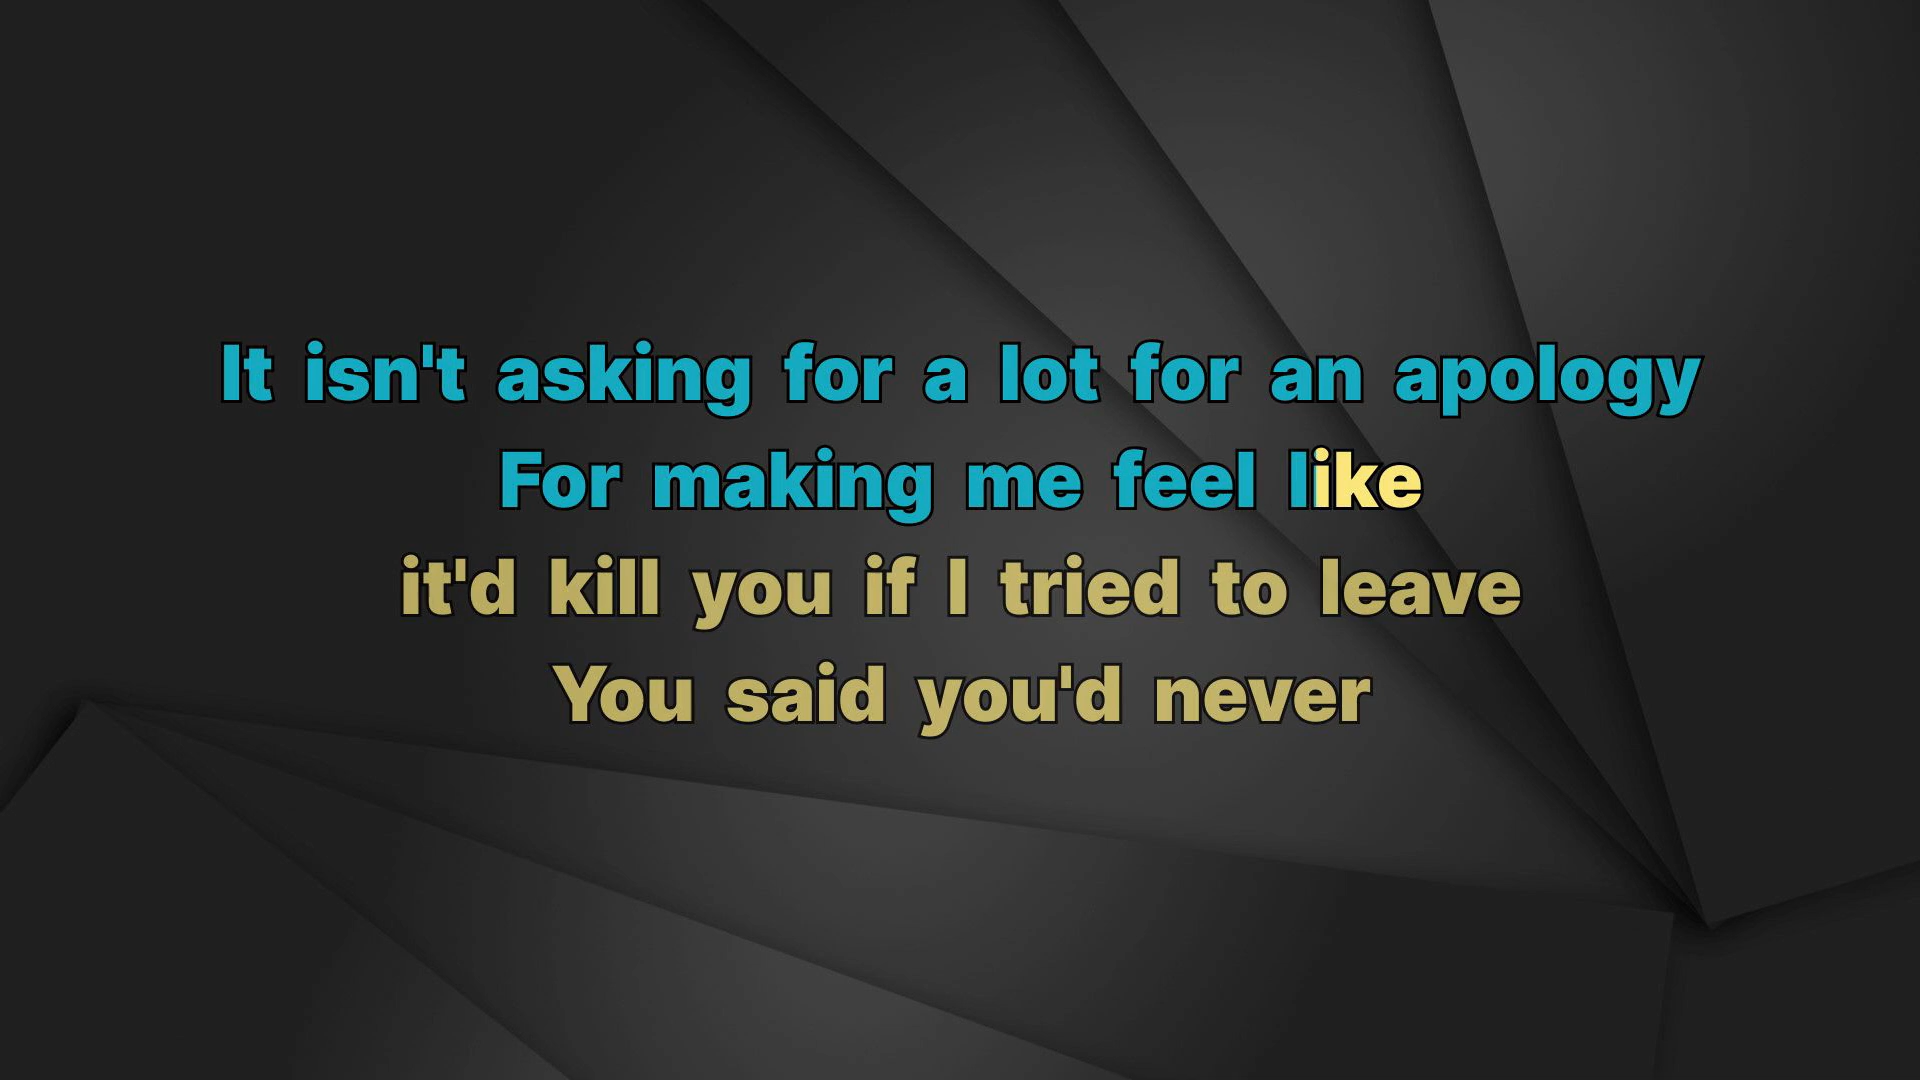 It isn't asking for a lot for an apology
For making me feel like
it'd kill you if I tried to leave
You said you'd never